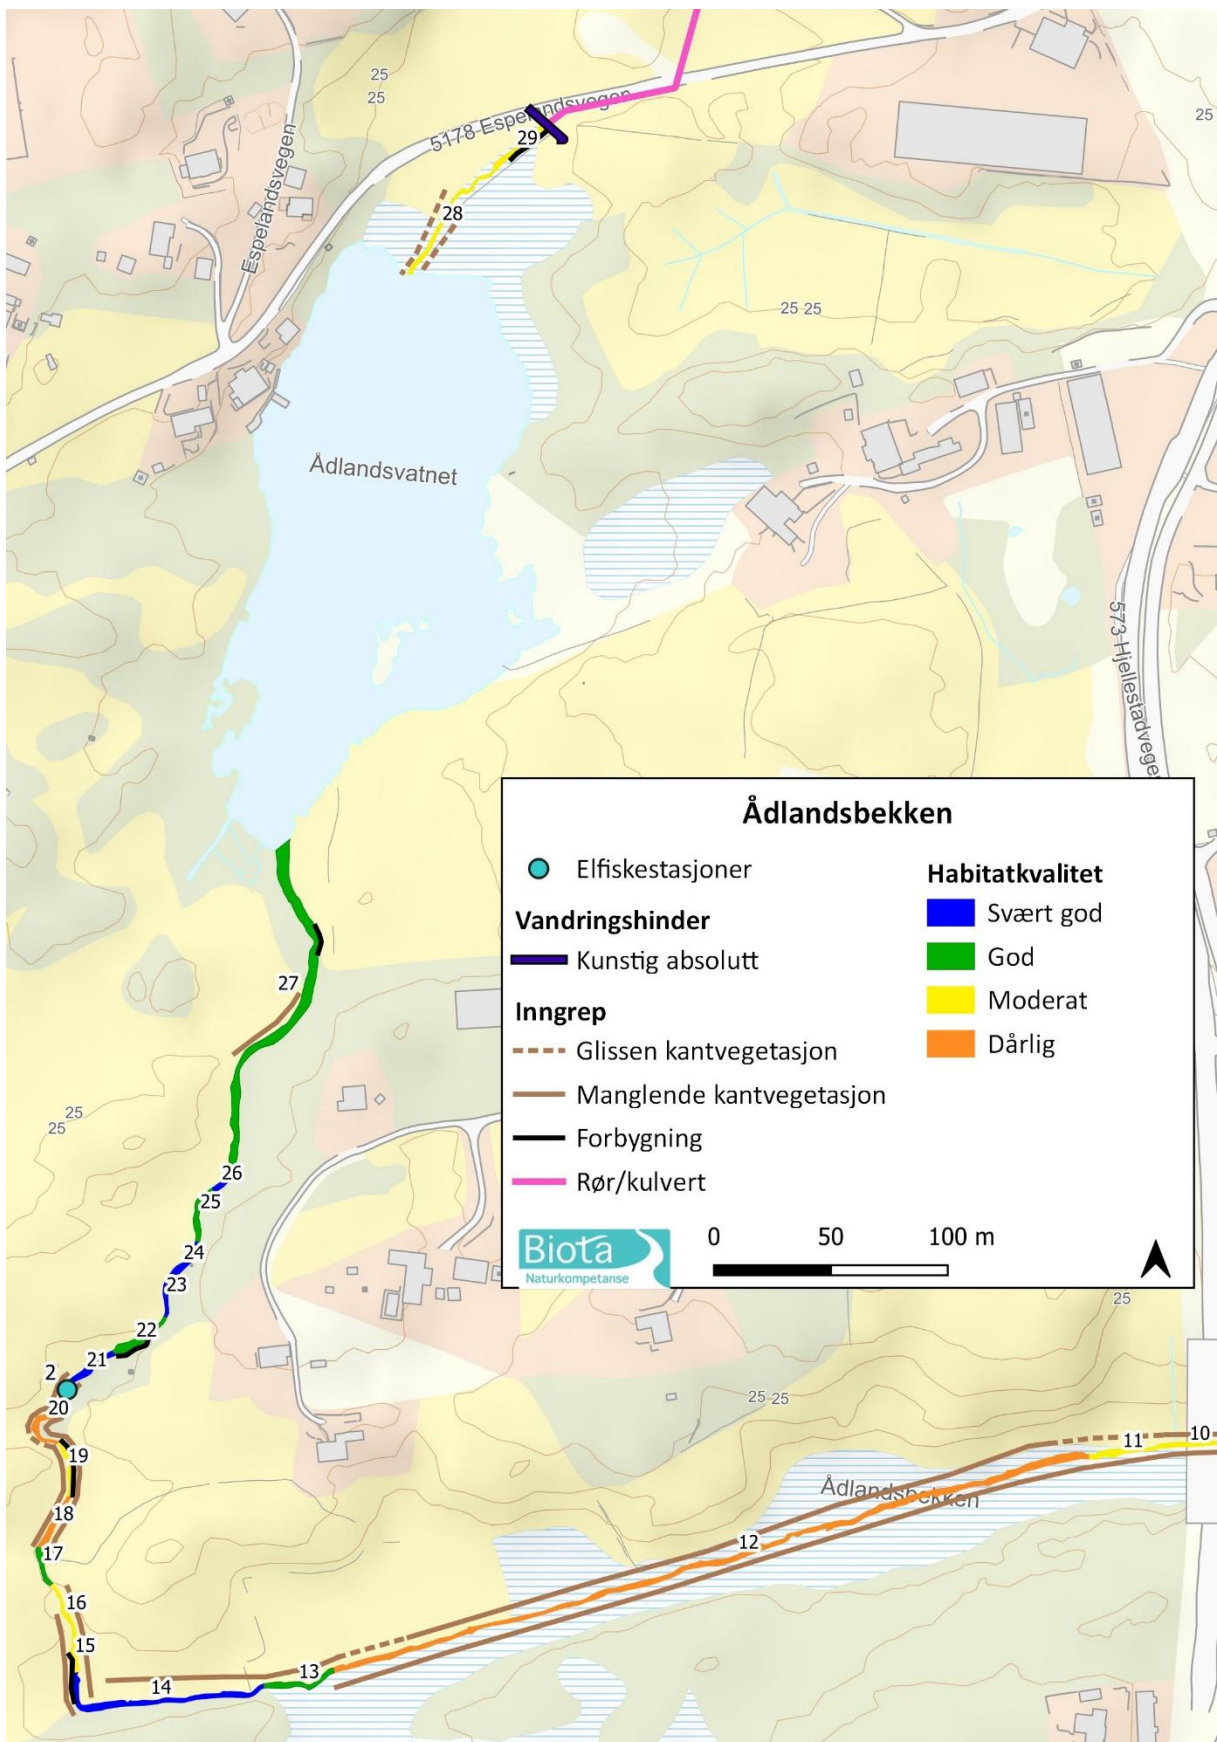 25
25
5178 Espelandsvegen
29
25
Espelandsvegen
28
25 25
Ådlandsvatnet
573 Hjellestadvegen
Ådlandsbekken
Elfiskestasjoner
Vandringshinder
Kunstig absolutt
Inngrep
Glissen kantvegetasjon
Manglende kantvegetasjon
Forbygning
Rør/kulvert
Habitatkvalitet
Svært god
God
Moderat
Dårlig
Biota
Naturkompetanse
0 50 100 m
27
25
25
26
25
24
23
25
22
21
2
20
25 25
19
11
10
Ådlandsbekken
18
12
17
16
15
13
14